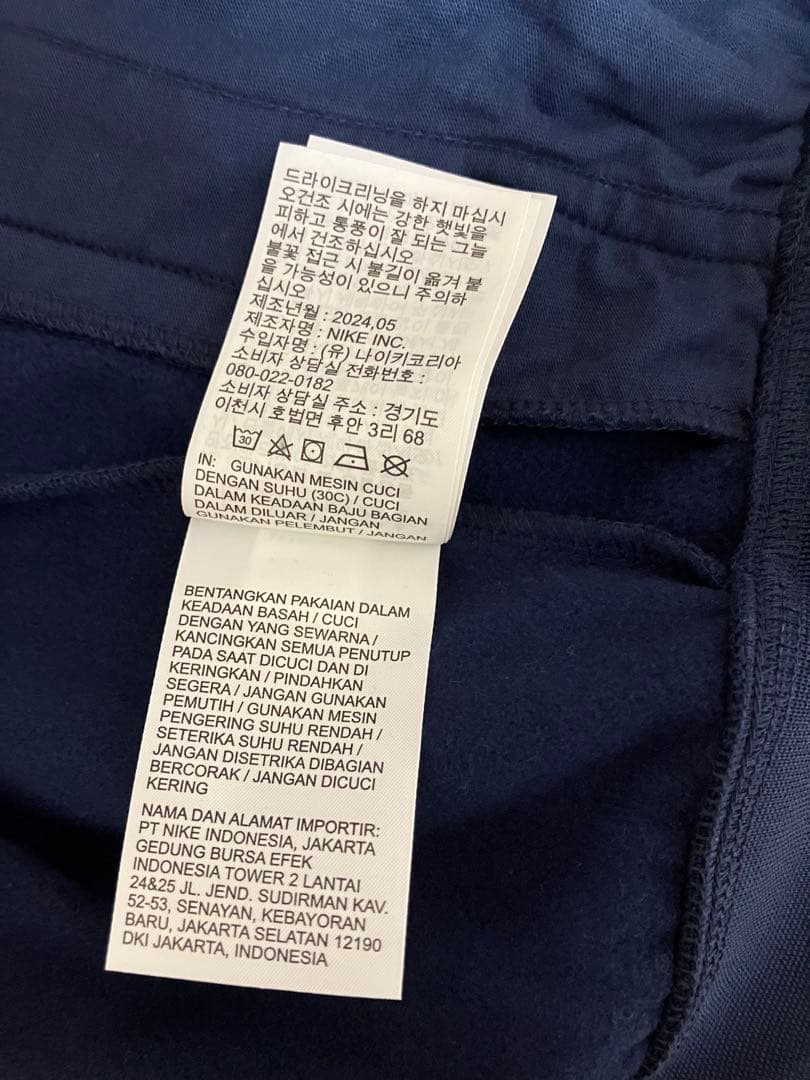 드라이크리닝을 하지 마십시
오건조 시에는 강한 햇빛을
피하고 통풍이 잘 되는 그늘
에서 건조하십시오
불꽃 접근 시 불길이 옮겨 붙
을 가능성이 있으니 주의하
십시오
제조년월 : 2024,05
제조자명 : NIKE INC.
수입자명 : (유) 나이키코리아
소비자 상담실 전화번호 :
080-022-0182
소비자 상담실 주소 : 경기도
이천시 호법면 후안 3리 68
30
IN: GUNAKAN MESIN CUCI
DENGAN SUHU (30C) / CUCI
DALAM KEADAAN BAJU BAGIAN
DALAM DILUAR / JANGAN
GUNAKAN PELEMBUT / JANGAN
BENTANGKAN PAKAIAN DALAM
KEADAAN BASAH / CUCI
DENGAN YANG SEWARNA /
KANCINGKAN SEMUA PENUTUP
PADA SAAT DICUCI DAN DI
KERINGKAN / PINDAHKAN
SEGERA / JANGAN GUNAKAN
PEMUTIH / GUNAKAN MESIN
PENGERING SUHU RENDAH /
SETERIKA SUHU RENDAH /
JANGAN DISETRIKA DIBAGIAN
BERCORAK / JANGAN DICUCI
KERING
NAMA DAN ALAMAT IMPORTIR:
PT NIKE INDONESIA, JAKARTA
GEDUNG BURSA EFEK
INDONESIA TOWER 2 LANTAI
24&25 JL. JEND. SUDIRMAN KAV.
52-53, SENAYAN, KEBAYORAN
BARU, JAKARTA SELATAN 12190
DKI JAKARTA, INDONESIA